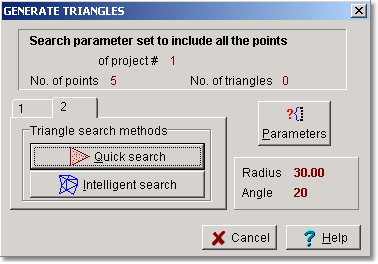 GENERATE TRIANGLES
Search parameter set to include all the points
of project # 1
No. of points 5 No. of triangles 0
1 2
Triangle search methods
Quick search
Intelligent search
?{
Parameters
Radius 30.00
Angle 20
Cancel
? Help